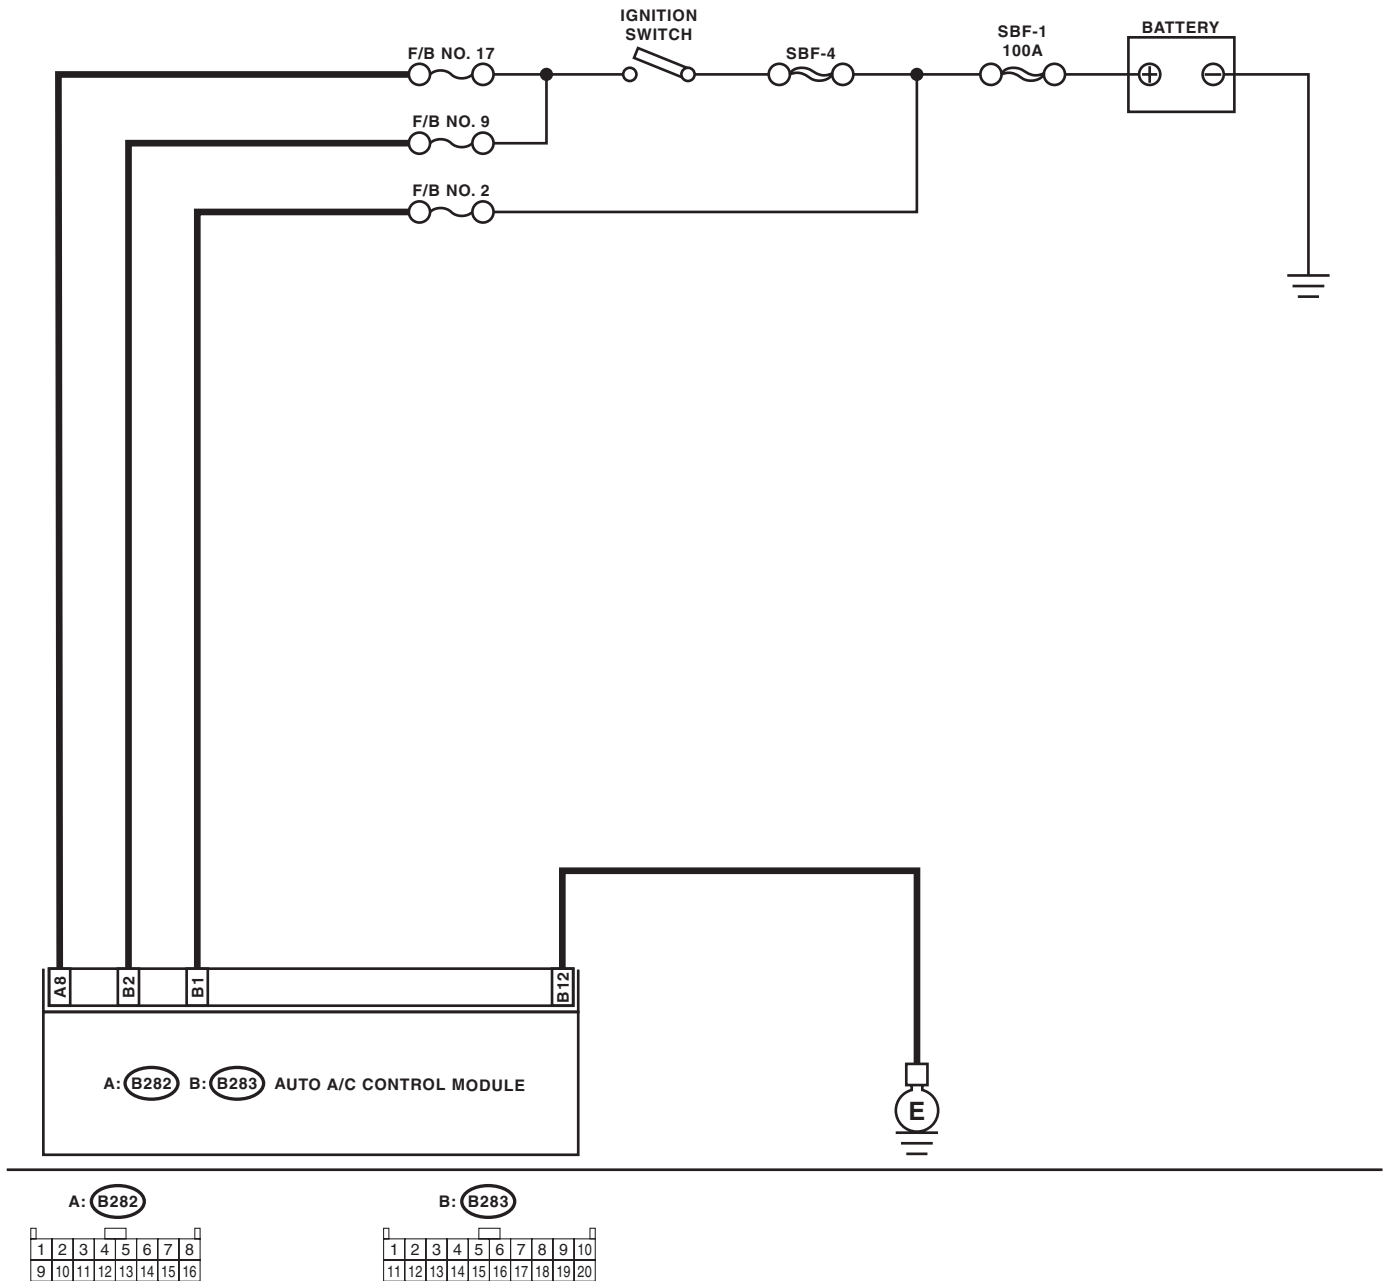 IGNITION
SWITCH
SBF-1
100A
BATTERY
F/B NO. 17
SBF-4
F/B NO. 9
F/B NO. 2
A8
B2
B1
B12
A: B282 B: B283 AUTO A/C CONTROL MODULE
E
A: B282
B: B283
1 2 3 4 5 6 7 8
9 10 11 12 13 14 15 16
1 2 3 4 5 6 7 8 9 10
11 12 13 14 15 16 17 18 19 20